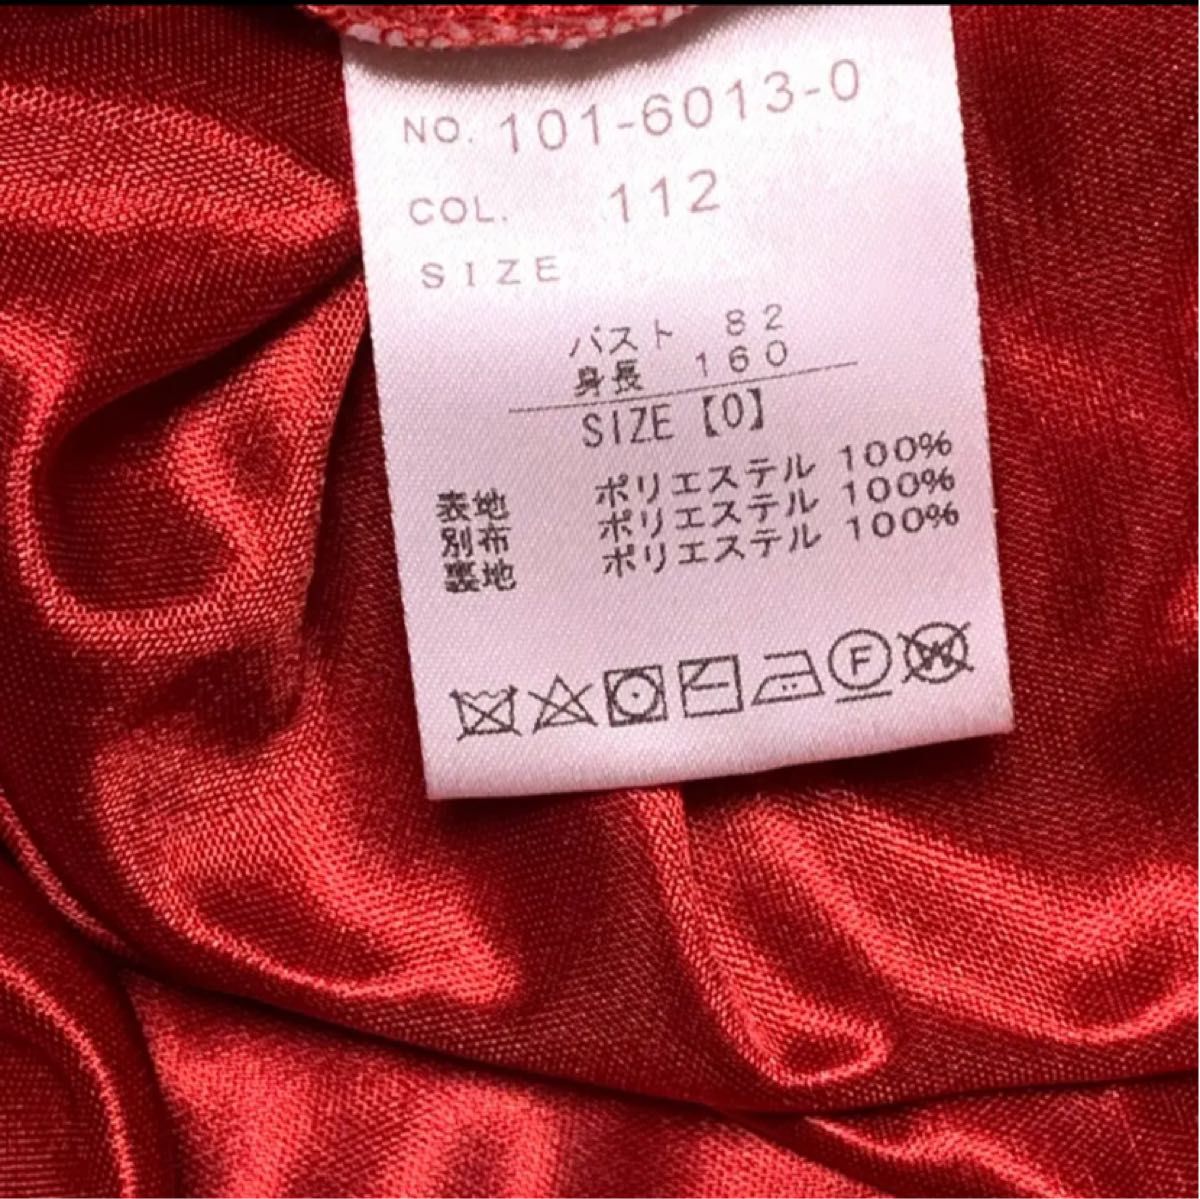 NO. 101-6013-0
COL. 112
SIZE
バスト 82
身長 160
SIZE【0】
表地 ポリエステル 100%
別布 ポリエステル 100%
裏地 ポリエステル 100%
F W